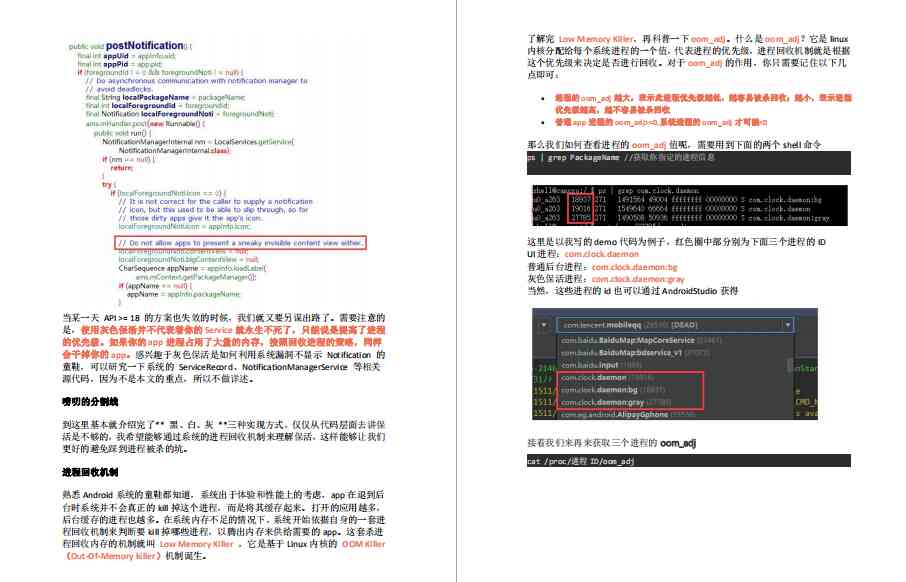 public void postNotification() {
final int appUid = appInfo.uid;
final int appPid = app.pid;
if (foregroundId != 0 && foregroundNoti != null) {
// Do asynchronous communication with notification manager to
// avoid deadlocks.
final String localPackageName = packageName;
final int localForegroundId = foregroundId;
final Notification localForegroundNoti = foregroundNoti;
ams.mHandler.post(new Runnable() {
public void run() {
NotificationManagerInternal nm = LocalServices.getService(
NotificationManagerInternal.class);
if (nm == null) {
return;
}
try {
if (localForegroundNoti.icon == 0) {
// It is not correct for the caller to supply a notification
// icon, but this used to be able to slip through, so for
// those dirty apps give it the app's icon.
localForegroundNoti.icon = appInfo.icon;
// Do not allow apps to present a sneaky invisible content view either.
localForegroundNoti.contentView = null;
localForegroundNoti.bigContentView = null;
CharSequence appName = appInfo.loadLabel(
ams.mContext.getPackageManager());
if (appName == null) {
appName = appInfo.packageName;
}
当某一天 API >= 18 的方案也失效的时候，我们就又要另谋出路了。需要注意的
是，使用灰色保活并不代表着你的 Service 就永生不死了，只能说是提高了进程
的优先级。如果你的 app 进程占用了大量的内存，按照回收进程的策略，同样
会干掉你的 app。感兴趣于灰色保活是如何利用系统漏洞不显示 Notification 的
童鞋，可以研究一下系统的 ServiceRecord、NotificationManagerService 等相关
源代码，因为不是本文的重点，所以不做详述。
唠叨的分割线
到这里基本就介绍完了** 黑、白、灰 **三种实现方式，仅仅从代码层面去讲保
活是不够的，我希望能够通过系统的进程回收机制来理解保活，这样能够让我们
更好的避免踩到进程被杀的坑。
进程回收机制
熟悉 Android 系统的童鞋都知道，系统出于体验和性能上的考虑，app 在退到后
台时系统并不会真正的 kill 掉这个进程，而是将其缓存起来。打开的应用越多，
后台缓存的进程也越多。在系统内存不足的情况下，系统开始依据自身的一套进
程回收机制来判断要 kill 掉哪些进程，以腾出内存来供给需要的 app。这套杀进
程回收内存的机制就叫 Low Memory Killer ，它是基于 Linux 内核的 OOM Killer
（Out-Of-Memory killer）机制诞生。
了解完 Low Memory Killer，再科普一下 oom_adj。什么是 oom_adj？它是 linux
内核分配给每个系统进程的一个值，代表进程的优先级，进程回收机制就是根据
这个优先级来决定是否进行回收。对于 oom_adj 的作用，你只需要记住以下几
点即可：
• 进程的 oom_adj 越大，表示此进程优先级越低，越容易被杀回收；越小，表示进程
优先级越高，越不容易被杀回收
• 普通 app 进程的 oom_adj>=0,系统进程的 oom_adj 才可能<0
那么我们如何查看进程的 oom_adj 值呢，需要用到下面的两个 shell 命令
ps | grep PackageName //获取你指定的进程信息
shell@cancro:/ $ ps | grep com.clock.daemon
u0_a263 18937 271 1491564 49004 ffffffff 00000000 S com.clock.daemon:bg
u0_a263 19016 271 1549640 66664 ffffffff 00000000 S com.clock.daemon
u0_a263 27785 271 1490508 50936 ffffffff 00000000 S com.clock.daemon:gray
这里是以我写的 demo 代码为例子，红色圈中部分别为下面三个进程的 ID
UI 进程：com.clock.daemon
普通后台进程：com.clock.daemon:bg
灰色保活进程：com.clock.daemon:gray
当然，这些进程的 id 也可以通过 AndroidStudio 获得
com.tencent.mobileqq [DEAD]
com.baidu.BaiduMap:MapCoreService
com.baidu.BaiduMap:bdservice_v1
com.baidu.input
com.clock.daemon
com.clock.daemon:bg
com.clock.daemon:gray
com.eg.android.AlipayGphone
接着我们来再来获取三个进程的 oom_adj
cat /proc/进程 ID/oom_adj